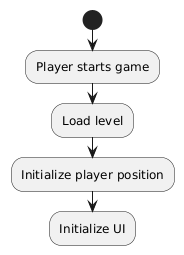 Player starts game
Load level
Initialize player position
Initialize UI